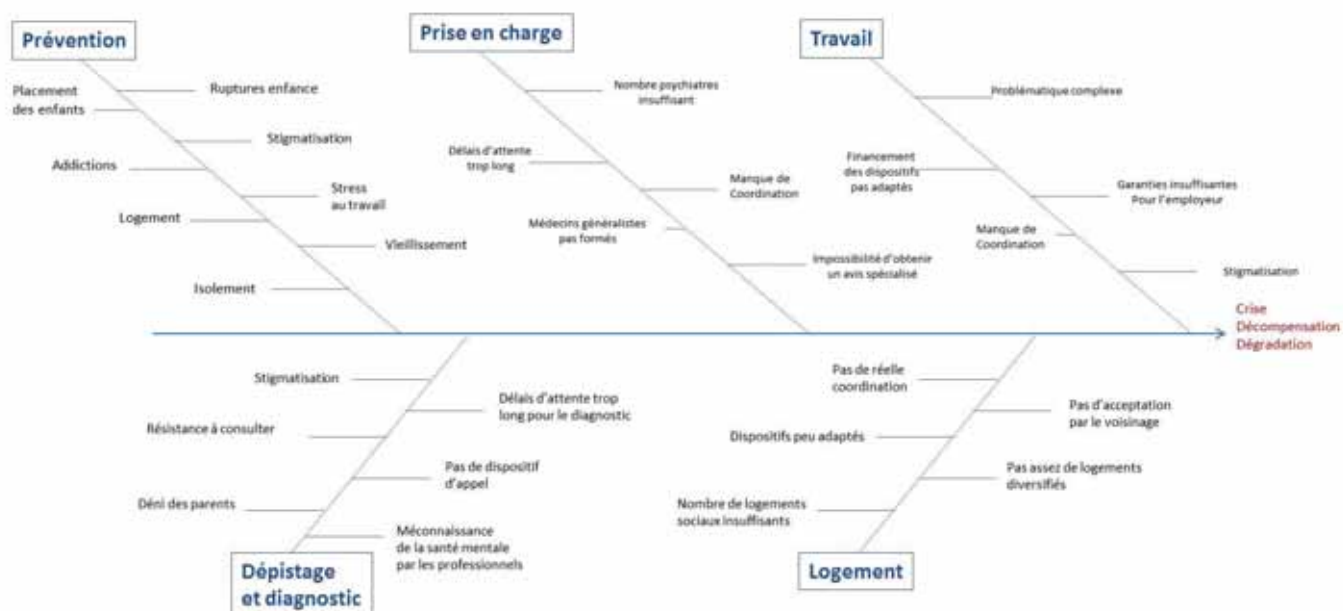 Prévention
Placement
des enfants
Ruptures enfance
Stigmatisation
Addictions
Stress
au travail
Logement
Vieillissement
Isolement
Prise en charge
Nombre psychiatres
insuffisant
Délais d'attente
trop long
Manque de
Coordination
Médecins généralistes
pas formés
Impossibilité d'obtenir
un avis spécialisé
Travail
Problématique complexe
Financement
des dispositifs
pas adaptés
Garanties insuffisantes
Pour l'employeur
Manque de
Coordination
Stigmatisation
Crise
Décompensation
Dégradation
Stigmatisation
Délais d'attente trop
long pour le diagnostic
Résistance à consulter
Pas de dispositif
d'appel
Déni des parents
Méconnaissance
de la santé mentale
par les professionnels
Dépistage
et diagnostic
Pas de réelle
coordination
Pas d'acceptation
par le voisinage
Dispositifs peu adaptés
Pas assez de logements
diversifiés
Nombre de logements
sociaux insuffisants
Logement